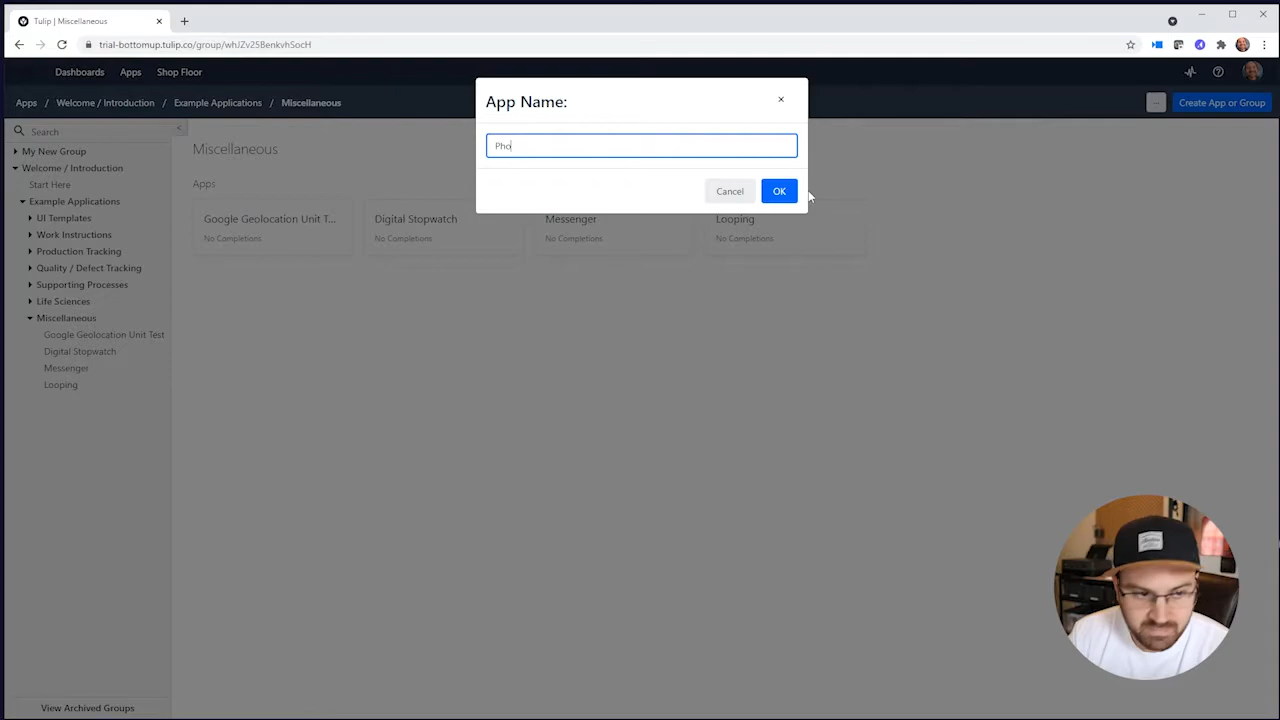 Tulip | Miscellaneous
trial-bottomup.tulip.co/group/whJZv25BenkvhSocH
Dashboards Apps Shop Floor
Apps / Welcome / Introduction / Example Applications / Miscellaneous
... Create App or Group
App Name:
Pho
Cancel OK
Search
My New Group
Welcome / Introduction
Start Here
Example Applications
UI Templates
Work Instructions
Production Tracking
Quality / Defect Tracking
Supporting Processes
Life Sciences
Miscellaneous
Google Geolocation Unit Test
Digital Stopwatch
Messenger
Looping
View Archived Groups
Miscellaneous
Apps
Google Geolocation Unit T... Digital Stopwatch Messenger Looping
No Completions No Completions No Completions No Completions